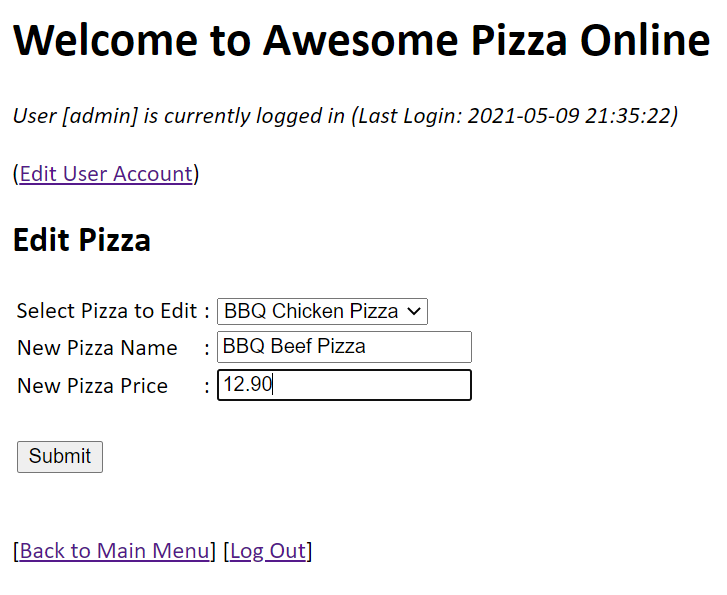 Welcome to Awesome Pizza Online
User [admin] is currently logged in (Last Login: 2021-05-09 21:35:22)
(Edit User Account)
Edit Pizza
Select Pizza to Edit : BBQ Chicken Pizza
New Pizza Name : BBQ Beef Pizza
New Pizza Price : 12.90
Submit
[Back to Main Menu] [Log Out]